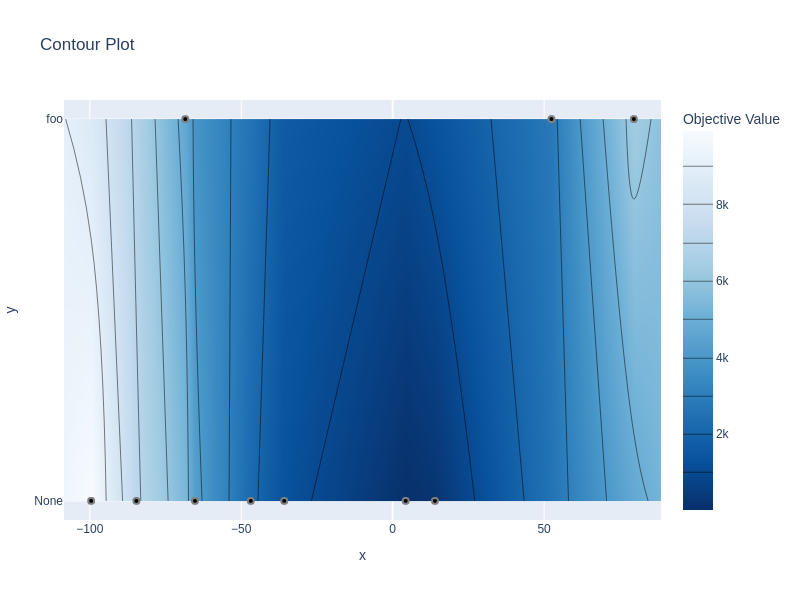 Contour Plot
Objective Value
foo
None
y
−100
−50
0
50
x
8k
6k
4k
2k